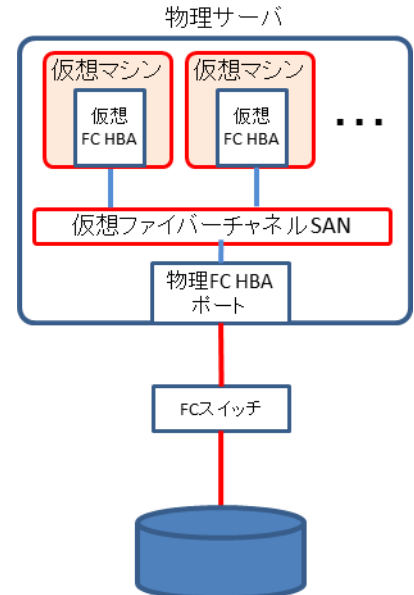 物理サーバ
仮想マシン
仮想マシン
仮想
FC HBA
仮想
FC HBA
・・・
仮想ファイバーチャネルSAN
物理FC HBA
ポート
FCスイッチ